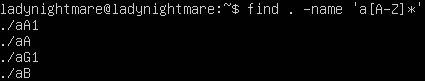 ladynightmare@ladynightmare:~$ find . -name 'a[A-Z]*'
./aA1
./aA
./aG1
./aB